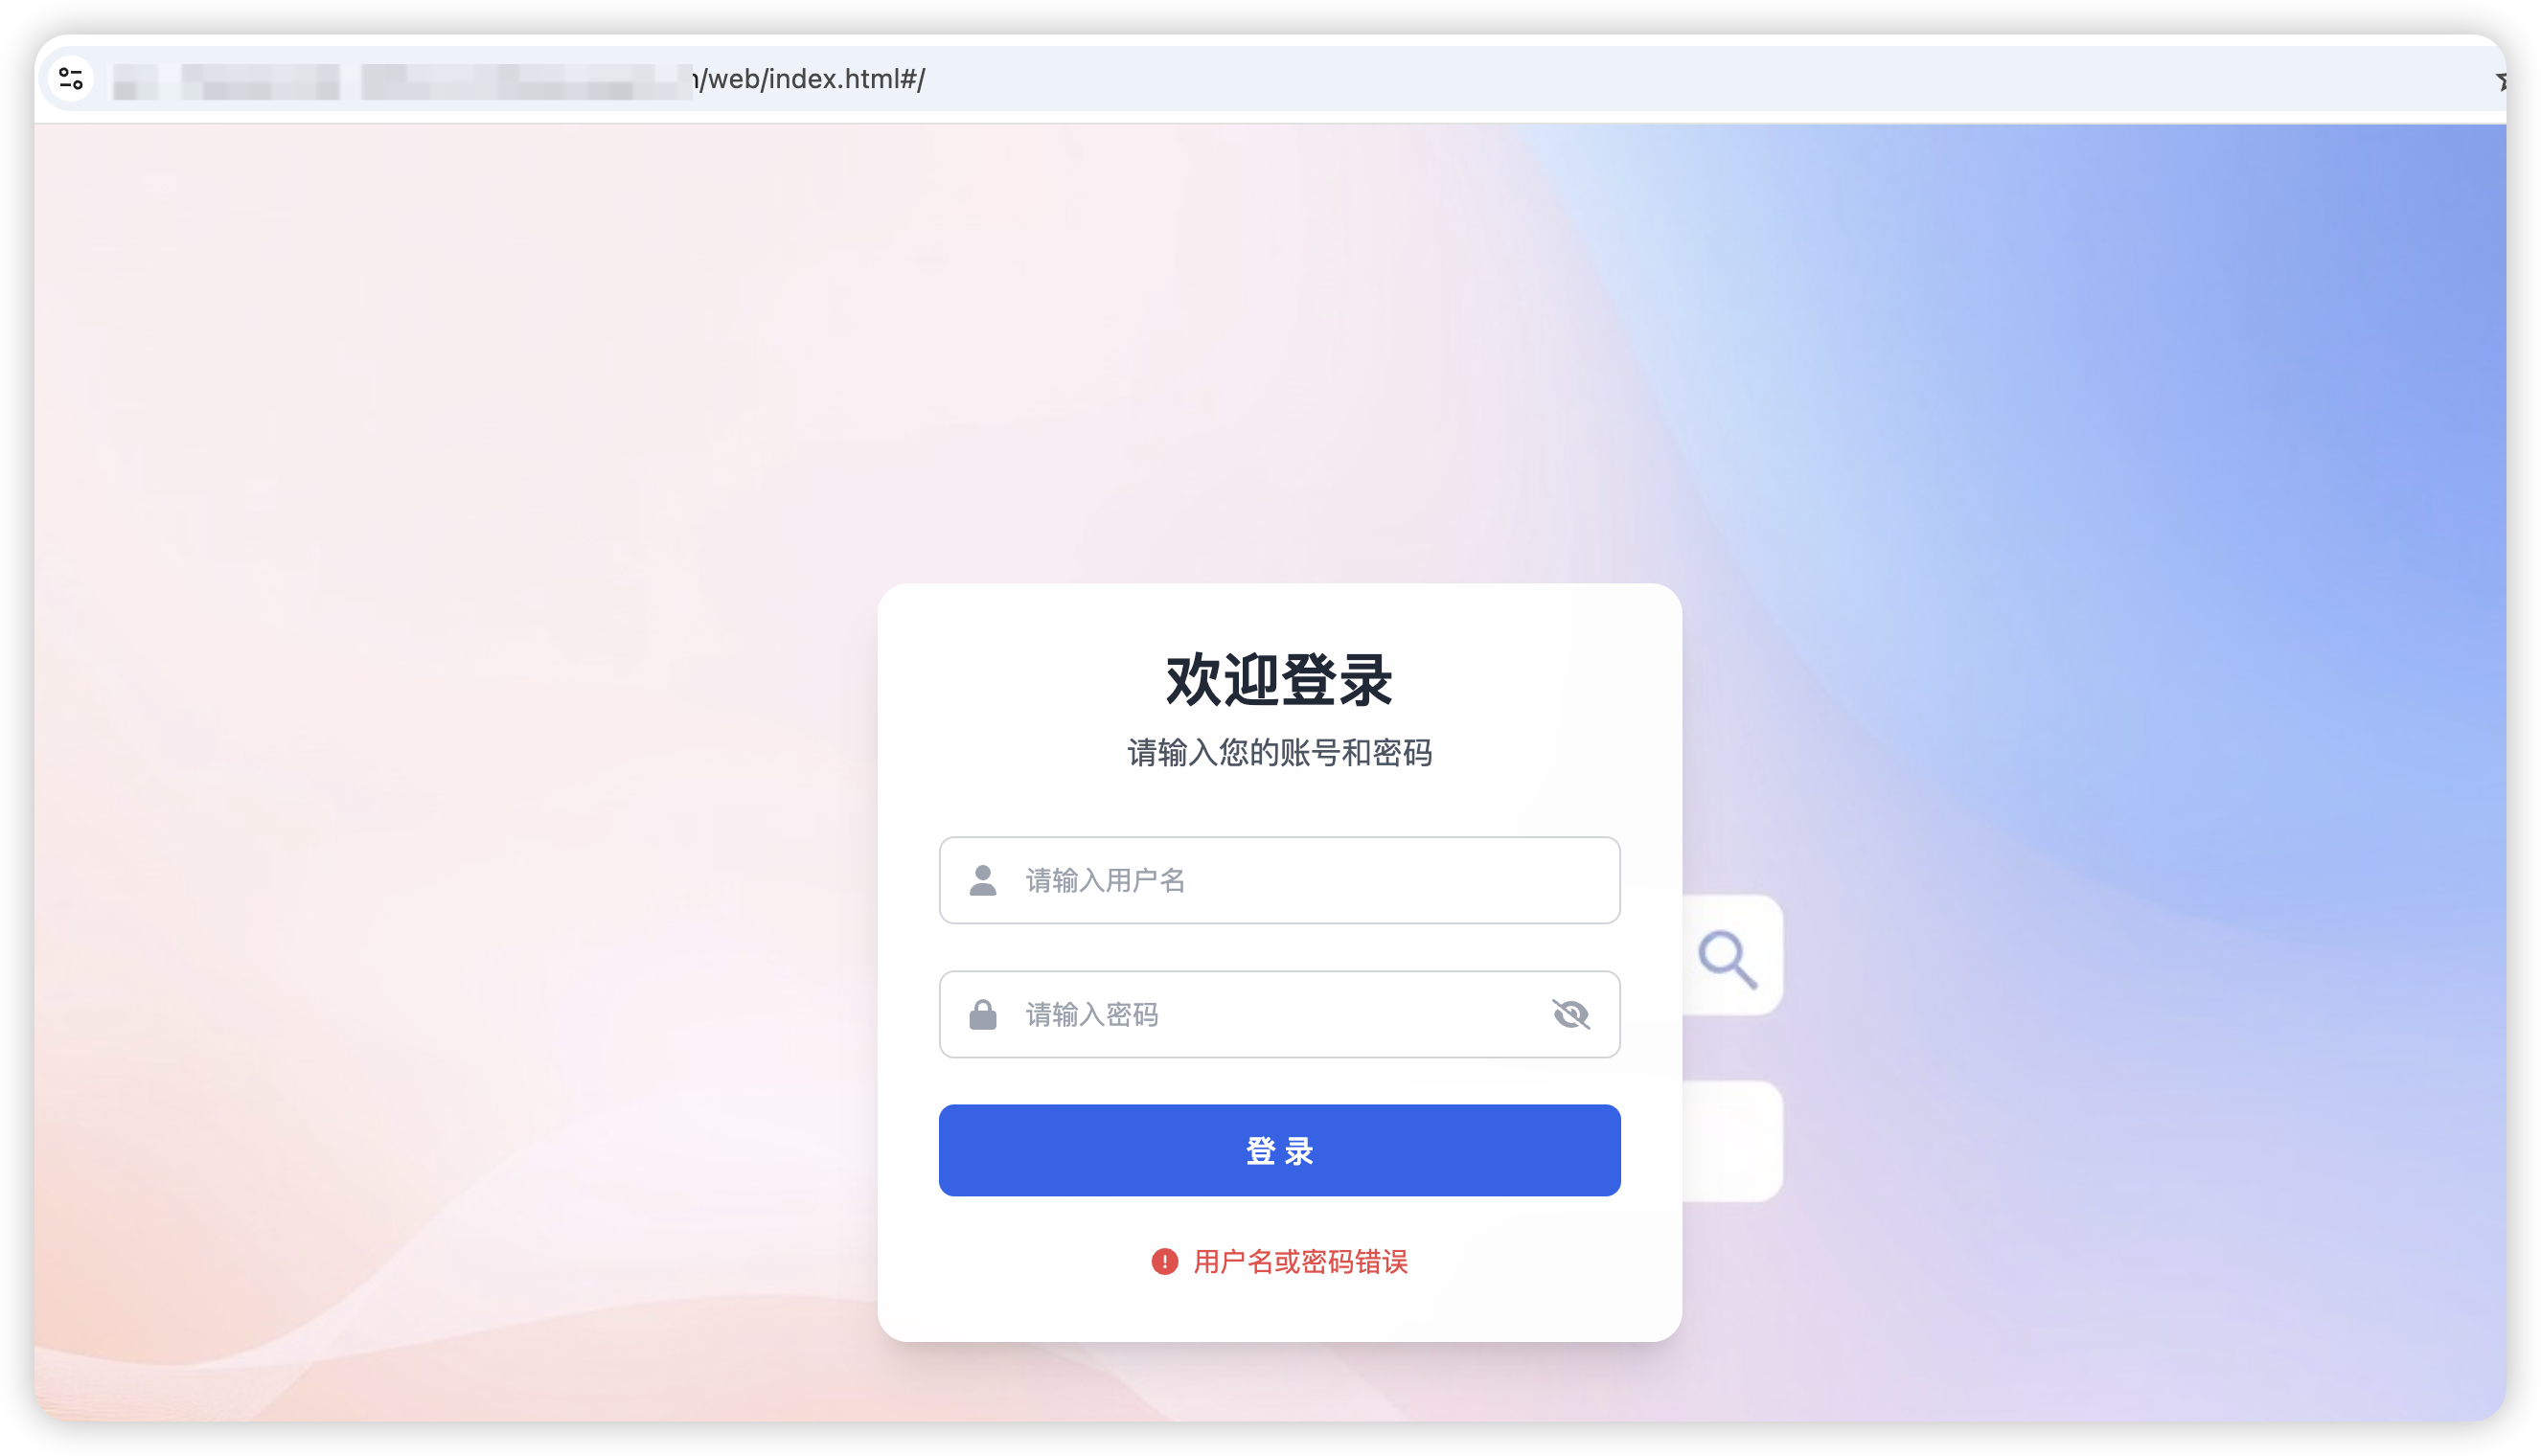 /web/index.html#/
欢迎登录
请输入您的账号和密码
请输入用户名
请输入密码
登 录
用户名或密码错误